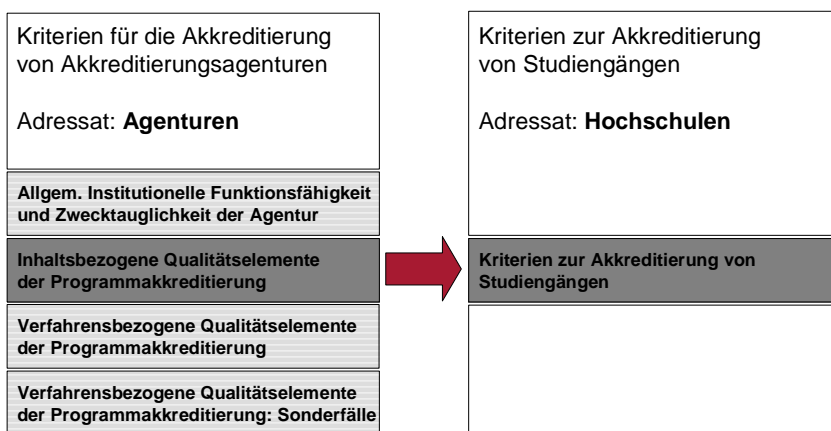 Kriterien für die Akkreditierung
von Akkreditierungsagenturen
Adressat: Agenturen
Allgem. Institutionelle Funktionsfähigkeit
und Zwecktauglichkeit der Agentur
Inhaltsbezogene Qualitätselemente
der Programmakkreditierung
Verfahrensbezogene Qualitätselemente
der Programmakkreditierung
Verfahrensbezogene Qualitätselemente
der Programmakkreditierung: Sonderfälle
Kriterien zur Akkreditierung
von Studiengängen
Adressat: Hochschulen
Kriterien zur Akkreditierung von
Studiengängen